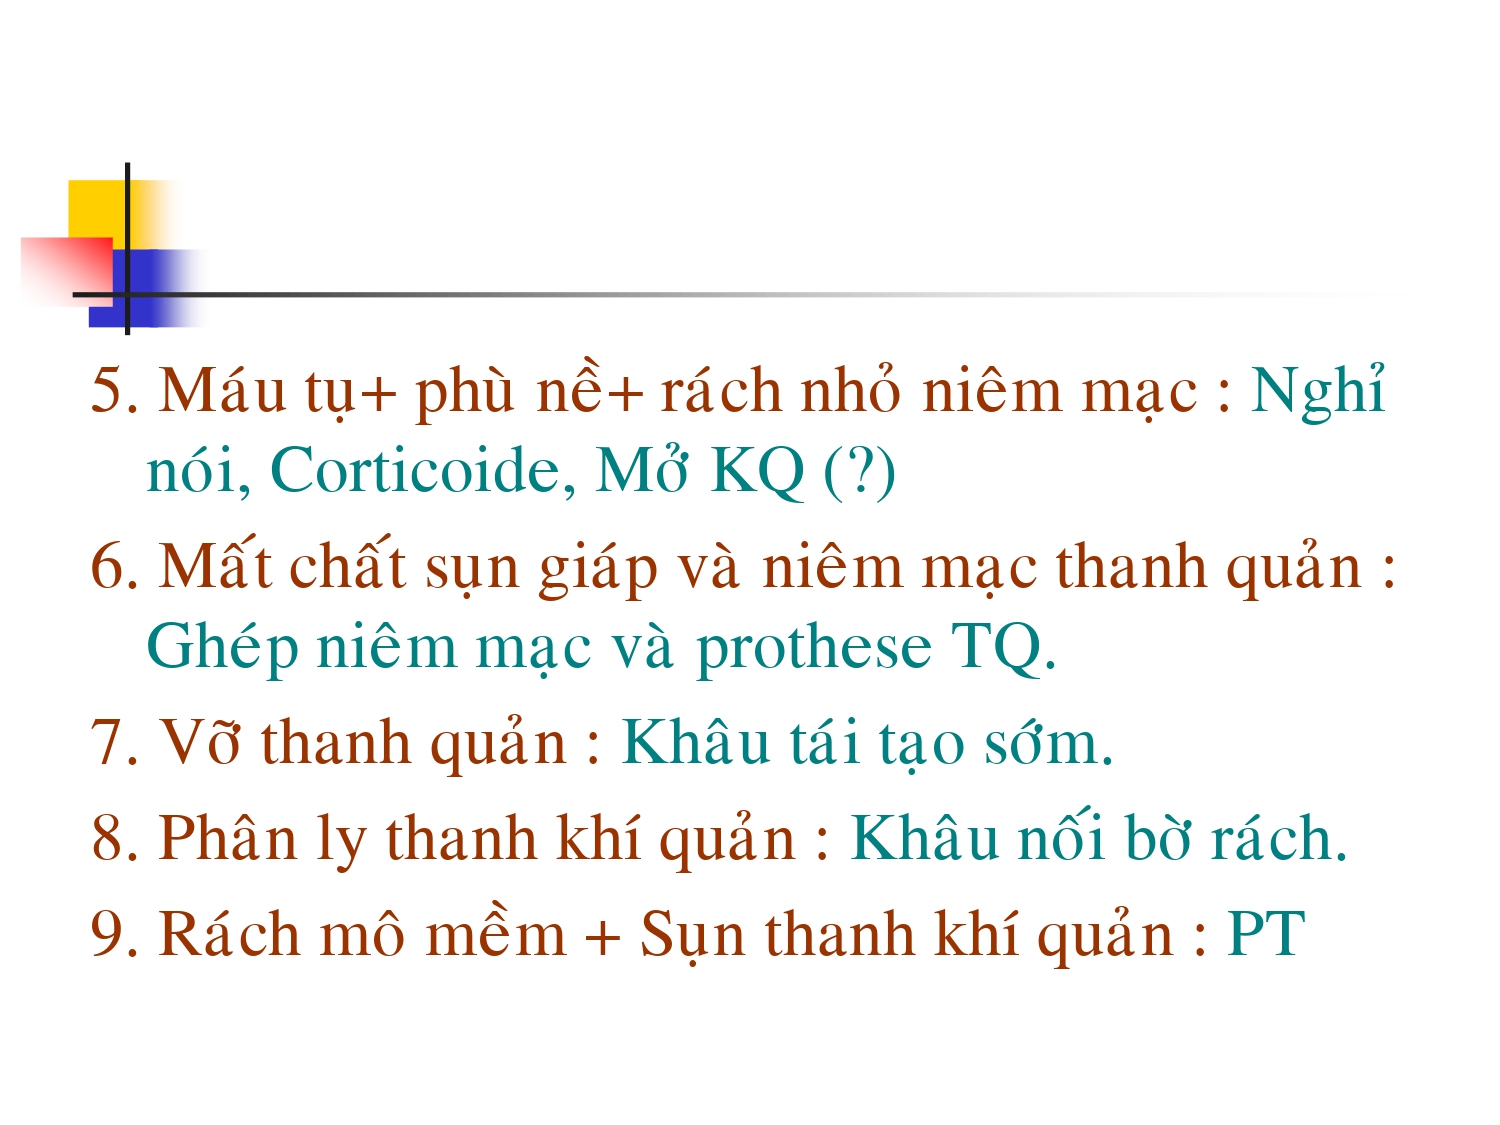 5. Máu tụ+ phù nề+ rách nhỏ niêm mạc : Nghỉ
nói, Corticoide, Mở KQ (?)
6. Mất chất sụn giáp và niêm mạc thanh quản :
Ghép niêm mạc và prothese TQ.
7. Vỡ thanh quản : Khâu tái tạo sớm.
8. Phân ly thanh khí quản : Khâu nối bờ rách.
9. Rách mô mềm + Sụn thanh khí quản : PT